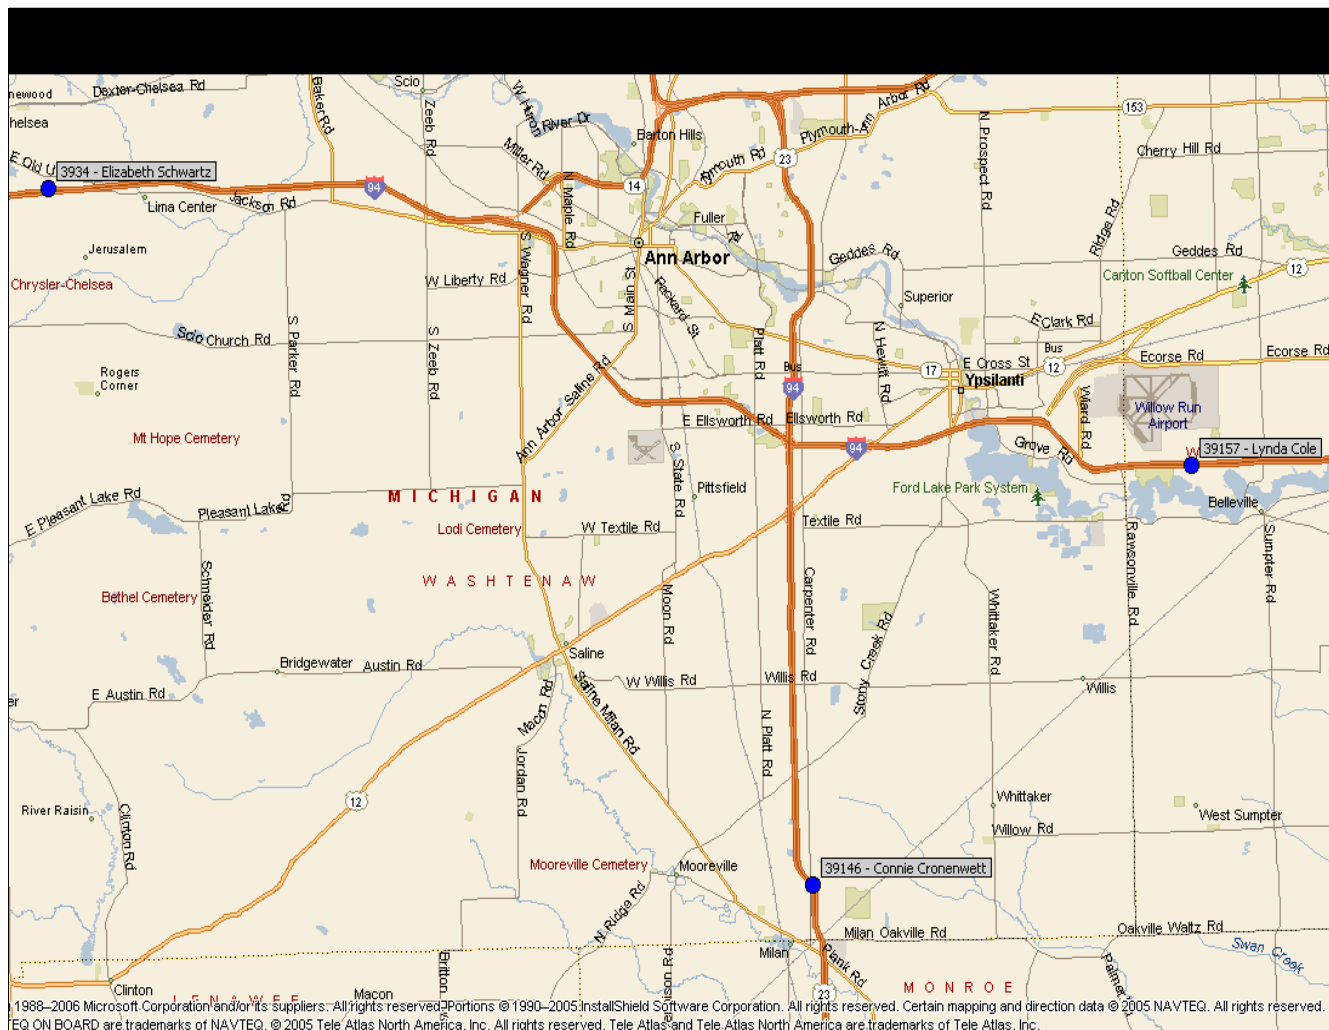 Scio
Dexter-Chelsea Rd
newood
helsea
Baker Rd
Zeeb Rd
W Huron
River Dr
Barton Hills
Miller Rd
N Maple Rd
Plymouth-Ann
Arbor Rd
153
23
14
N Prospect Rd
Cherry Hill Rd
E Old U
3934 - Elizabeth Schwartz
94
Lima Center
Jackson Rd
Fuller
Rd
Ridge Rd
Jerusalem
S Wagner Rd
Ann Arbor
Geddes Rd
Geddes Rd
12
Chrysler-Chelsea
W Liberty Rd
S Main St
Packard St
Superior
Canton Softball Center
Scio Church Rd
S Parker Rd
S Zeeb Rd
Platt Rd
N Hewitt Rd
E Clark Rd
Bus
12
Ecorse Rd
Ecorse Rd
Rogers
Corner
Ann Arbor Saline Rd
Bus
94
E Cross St
17
Ypsilanti
Ward Rd
Willow Run
Airport
Mt Hope Cemetery
E Ellsworth Rd
Ellsworth Rd
94
Grove Rd
39157 - Lynda Cole
W
E Pleasant Lake Rd
Pleasant Lake
Rd
MICHIGAN
S State Rd
Pittsfield
Ford Lake Park System
Belleville
Lodi Cemetery
W Textile Rd
Textile Rd
Rawsonville Rd
Sumpter Rd
WASHTENAW
Bethel Cemetery
Schneider Rd
Moon Rd
Carpenter Rd
Stony Creek Rd
Whittaker Rd
Bridgewater
Austin Rd
Saline
E Austin Rd
er
W Willis Rd
Willis Rd
Willis
Macon Rd
Saline Milan Rd
N Platt Rd
Jordan Rd
12
River Raisin
Clinton Rd
Whittaker
West Sumpter
Willow Rd
Mooreville Cemetery
Mooreville
39146 - Connie Cronenwett
N Ridge Rd
Milan Oakville Rd
Oakville Waltz Rd
Milan
Plank Rd
Swan Creek
Clinton
LENAWEE
Macon
Britton
23
MONROE
1988–2006 Microsoft Corporation and/or its suppliers. All rights reserved. Portions © 1990–2005 InstallShield Software Corporation. All rights reserved. Certain mapping and direction data © 2005 NAVTEQ. All rights reserved.
EQ ON BOARD are trademarks of NAVTEQ. © 2005 Tele Atlas North America, Inc. All rights reserved. Tele Atlas and Tele Atlas North America are trademarks of Tele Atlas, Inc.